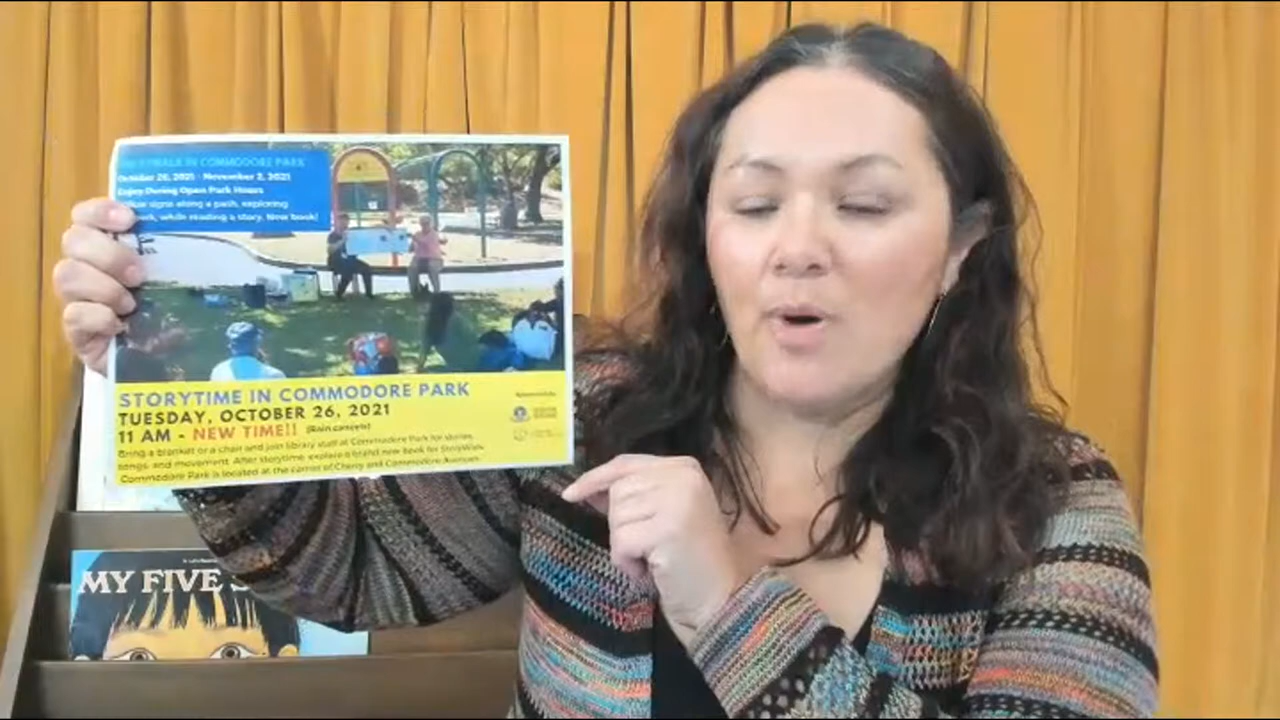 IN COMMODORE PARK
October 26, 2021 - November 2, 2021
Enjoy During Open Park Hours
signs along a path, exploring
while reading a story. New book!
STORYTIME IN COMMODORE PARK
TUESDAY, OCTOBER 26, 2021
11 AM - NEW TIME!! (Rain cancels)
Bring a blanket or a chair and join library staff at Commodore Park for stories,
songs, and movement. After storytime, explore a brand new book for StoryWalk.
Commodore Park is located at the corner of Cherry and Commodore Avenues.
MY FIVE S